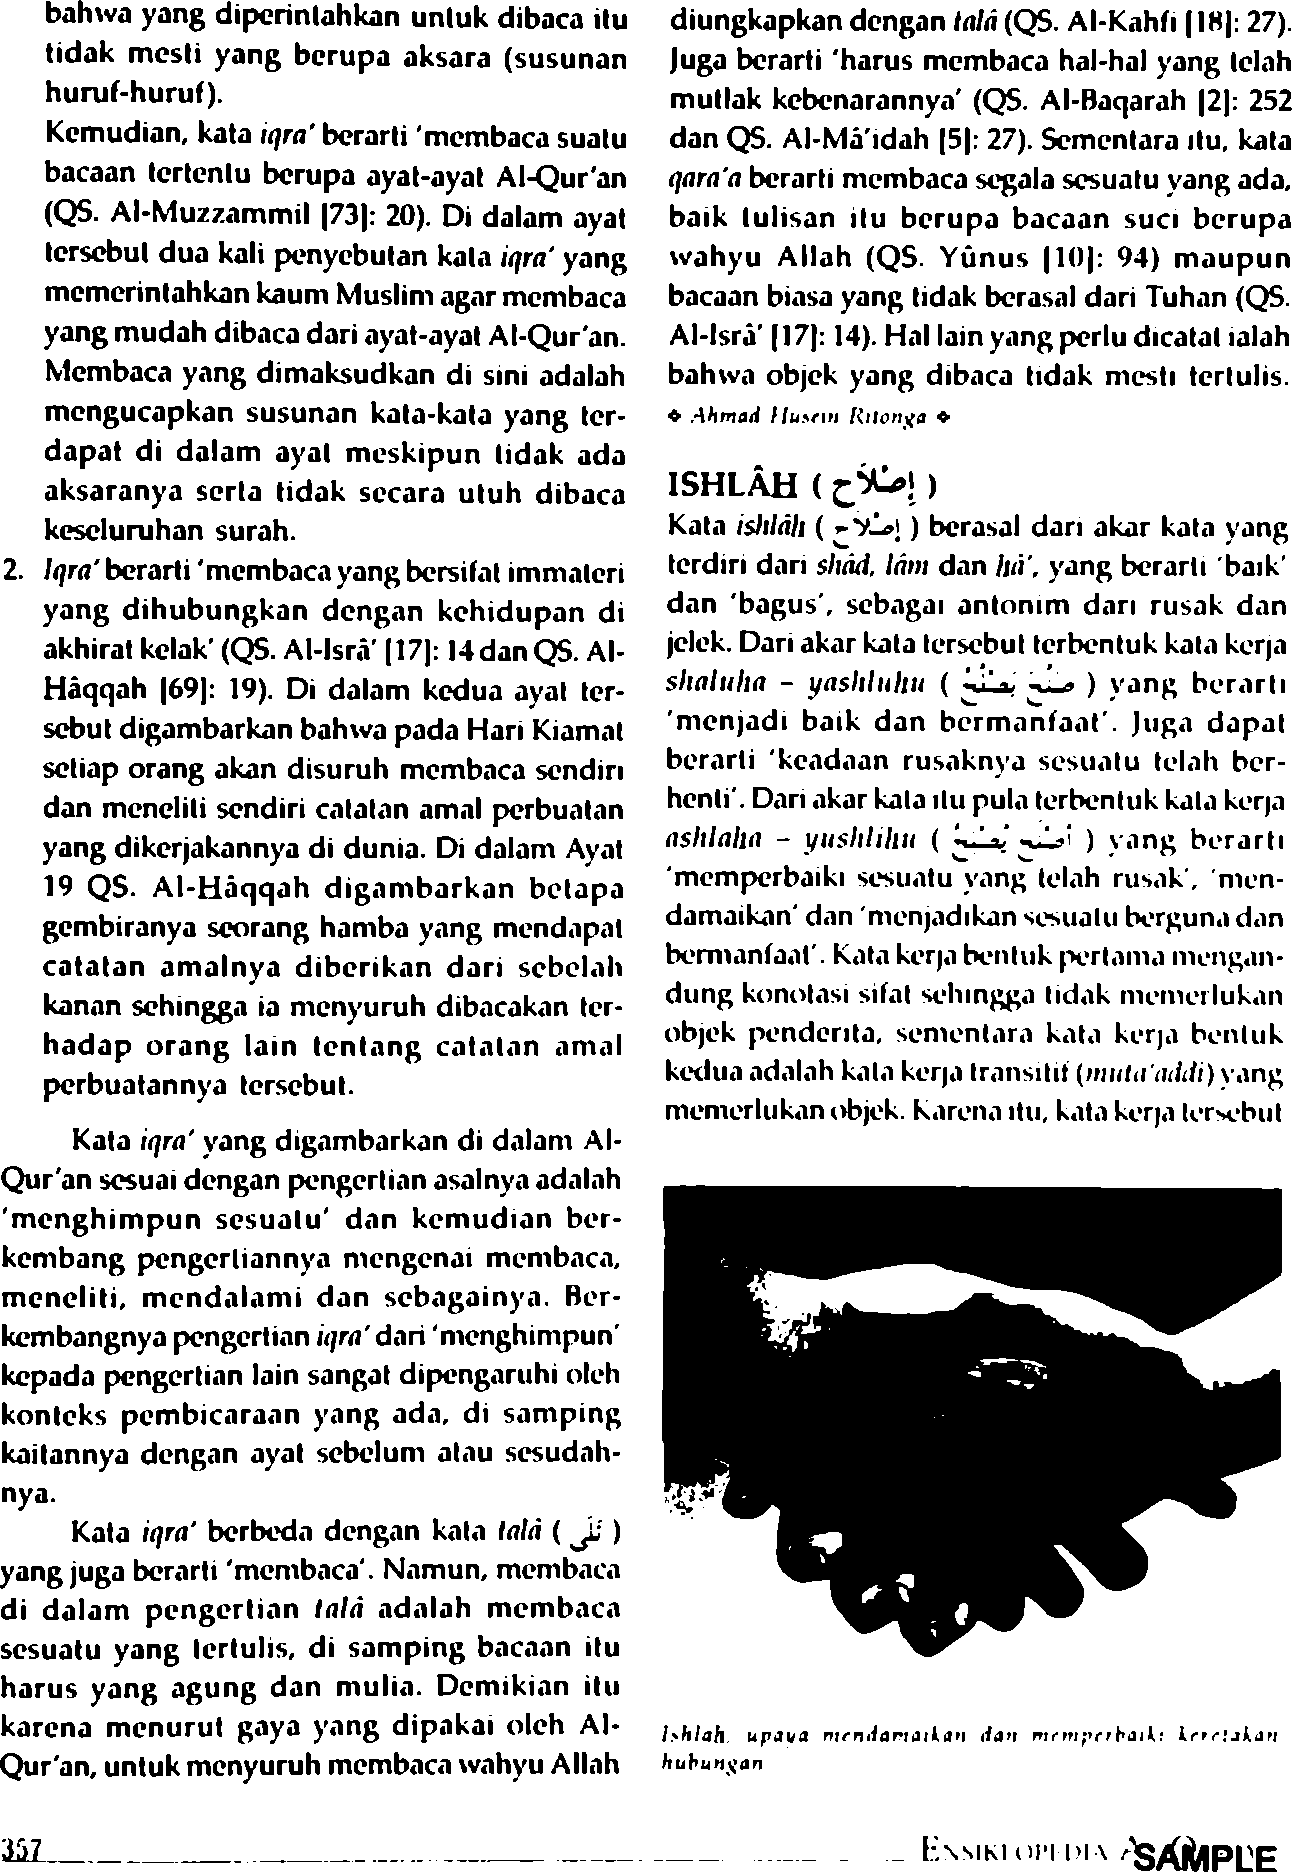 bahwa yang diperintahkan untuk dibaca itu
tidak mesti yang berupa aksara (susunan
huruf-huruf).
Kemudian, kata iqra' berarti 'membaca suatu
bacaan tertentu berupa ayat-ayat Al-Qur'an
(QS. Al-Muzzammil [73]: 20). Di dalam ayat
tersebut dua kali penyebutan kata iqra' yang
memerintahkan kaum Muslim agar membaca
yang mudah dibaca dari ayat-ayat Al-Qur'an.
Membaca yang dimaksudkan di sini adalah
mengucapkan susunan kata-kata yang ter-
dapat di dalam ayat meskipun tidak ada
aksaranya serta tidak secara utuh dibaca
keseluruhan surah.
2. Iqra' berarti 'membaca yang bersifat immateri
yang dihubungkan dengan kehidupan di
akhirat kelak' (QS. Al-Isrâ' [17]: 14 dan QS. Al-
Hâqqah [69]: 19). Di dalam kedua ayat ter-
sebut digambarkan bahwa pada Hari Kiamat
setiap orang akan disuruh membaca sendiri
dan meneliti sendiri catatan amal perbuatan
yang dikerjakannya di dunia. Di dalam Ayat
19 QS. Al-Hâqqah digambarkan betapa
gembiranya seorang hamba yang mendapat
catatan amalnya diberikan dari sebelah
kanan sehingga ia menyuruh dibacakan ter-
hadap orang lain tentang catatan amal
perbuatannya tersebut.
Kata iqra' yang digambarkan di dalam Al-
Qur'an sesuai dengan pengertian asalnya adalah
'menghimpun sesuatu' dan kemudian ber-
kembang pengertiannya mengenai membaca,
meneliti, mendalami dan sebagainya. Ber-
kembangnya pengertian iqra' dari 'menghimpun'
kepada pengertian lain sangat dipengaruhi oleh
konteks pembicaraan yang ada, di samping
kaitannya dengan ayat sebelum atau sesudah-
nya.
Kata iqra' berbeda dengan kata talâ ( تَلَى )
yang juga berarti 'membaca'. Namun, membaca
di dalam pengertian talâ adalah membaca
sesuatu yang tertulis, di samping bacaan itu
harus yang agung dan mulia. Demikian itu
karena menurut gaya yang dipakai oleh Al-
Qur'an, untuk menyuruh membaca wahyu Allah
diungkapkan dengan talâ (QS. Al-Kahfi [18]: 27).
Juga berarti 'harus membaca hal-hal yang telah
mutlak kebenarannya' (QS. Al-Baqarah [2]: 252
dan QS. Al-Mâ'idah [5]: 27). Sementara itu, kata
qara'a berarti membaca segala sesuatu yang ada,
baik tulisan itu berupa bacaan suci berupa
wahyu Allah (QS. Yûnus [10]: 94) maupun
bacaan biasa yang tidak berasal dari Tuhan (QS.
Al-Isrâ' [17]: 14). Hal lain yang perlu dicatat ialah
bahwa objek yang dibaca tidak mesti tertulis.
❖ Ahmad Husein Ritonga ❖
ISHLÂH ( إِصْلَاح )
Kata ishlâh ( إِصْلَاح ) berasal dari akar kata yang
terdiri dari shâd, lâm dan hâ', yang berarti 'baik'
dan 'bagus', sebagai antonim dari rusak dan
jelek. Dari akar kata tersebut terbentuk kata kerja
shaluha – yashluhu ( صَلُحَ يَصْلُحُ ) yang berarti
'menjadi baik dan bermanfaat'. Juga dapat
berarti 'keadaan rusaknya sesuatu telah ber-
henti'. Dari akar kata itu pula terbentuk kata kerja
ashlaha – yushlihu ( أَصْلَحَ يُصْلِحُ ) yang berarti
'memperbaiki sesuatu yang telah rusak', 'men-
damaikan' dan 'menjadikan sesuatu berguna dan
bermanfaat'. Kata kerja bentuk pertama mengan-
dung konotasi sifat sehingga tidak memerlukan
objek penderita, sementara kata kerja bentuk
kedua adalah kata kerja transitif (muta'addi) yang
memerlukan objek. Karena itu, kata kerja tersebut
Ishlah, upaya mendamaikan dan memperbaiki keretakan
hubungan
357
ENSIKLOPEDIA
SAMPLE